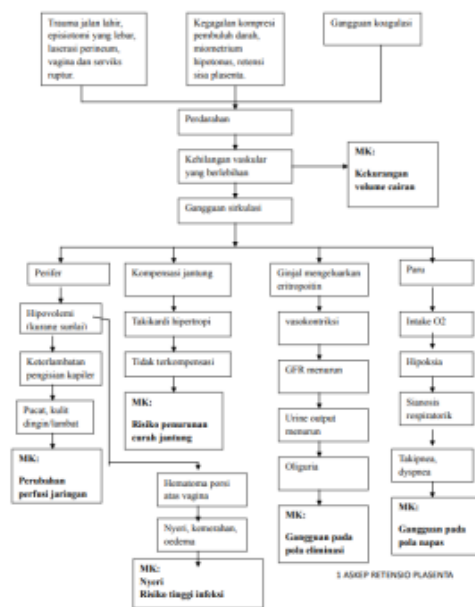 Trauma jalan lahir,
episiotomi yang lebar,
laserasi perineum,
vagina dan serviks
ruptur.
Kegagalan kompresi
pembuluh darah,
miometrium
hipotonus, retensi
sisa plasenta.
Gangguan koagulasi
Perdarahan
Kehilangan vaskular
yang berlebihan
MK:
Kekurangan
volume cairan
Gangguan sirkulasi
Perifer
Kompensasi jantung
Ginjal mengeluarkan
eritropoitin
Paru
Hipovolemi
(kurang suplai)
Takikardi hipertropi
vasokontriksi
Intake O2
Keterlambatan
pengisian kapiler
Tidak terkompensasi
GFR menurun
Hipoksia
Pucat, kulit
dingin/lambat
MK:
Risiko penurunan
curah jantung
Urine output
menurun
Sianosis
respiratorik
MK:
Perubahan
perfusi jaringan
Hematoma porsi
atas vagina
Oliguria
Takipnea,
dyspnea
Nyeri, kemerahan,
oedema
MK:
Gangguan pada
pola eliminasi
MK:
Gangguan pada
pola napas
MK:
Nyeri
Risiko tinggi infeksi
1 ASKEP RETENSIO PLASENTA